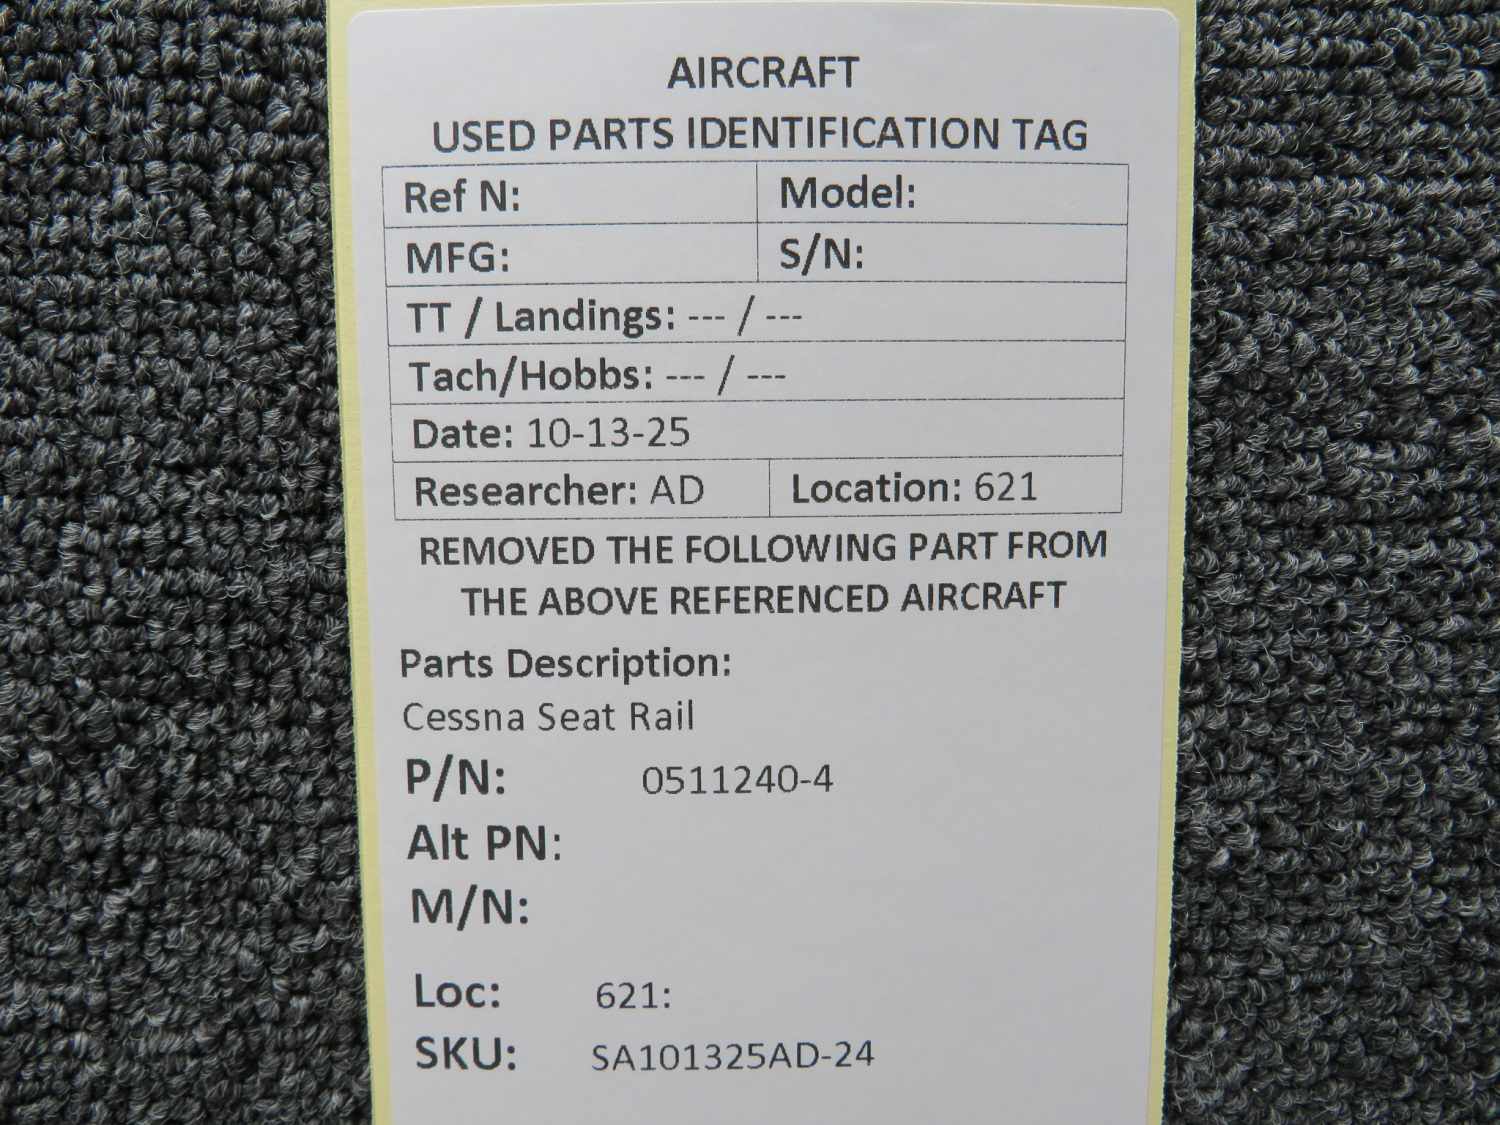 AIRCRAFT
USED PARTS IDENTIFICATION TAG
Ref N: Model:
MFG: S/N:
TT / Landings: --- / ---
Tach/Hobbs: --- / ---
Date: 10-13-25
Researcher: AD Location: 621
REMOVED THE FOLLOWING PART FROM
THE ABOVE REFERENCED AIRCRAFT
Parts Description:
Cessna Seat Rail
P/N: 0511240-4
Alt PN:
M/N:
Loc: 621:
SKU: SA101325AD-24